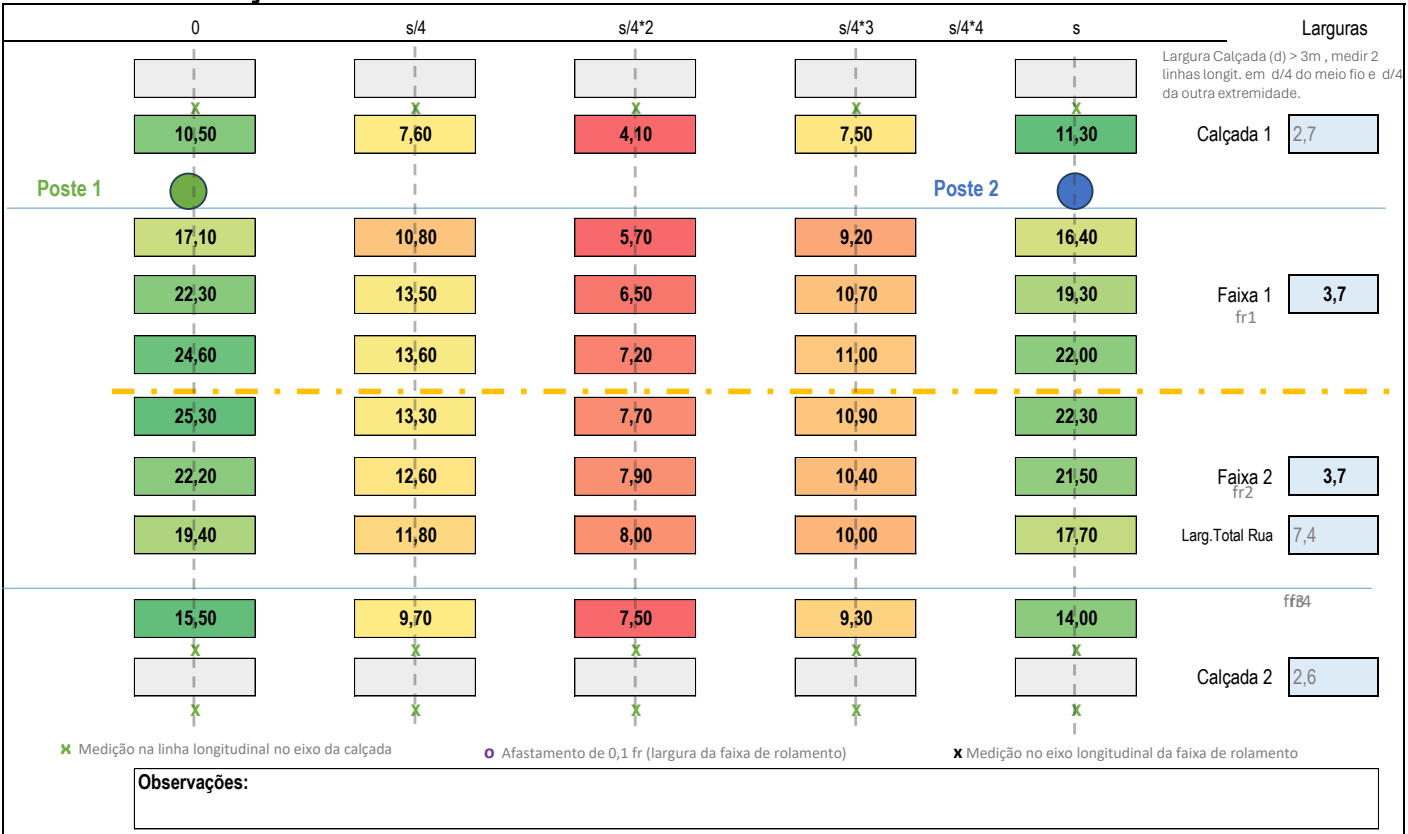 0 s/4 s/4*2 s/4*3 s/4*4 s Larguras
Largura Calçada (d) > 3m , medir 2
linhas longit. em d/4 do meio fio e d/4
da outra extremidade.
x x x x x
10,50 7,60 4,10 7,50 11,30 Calçada 1 2,7
Poste 1 Poste 2
17,10 10,80 5,70 9,20 16,40
22,30 13,50 6,50 10,70 19,30 Faixa 1 3,7
fr1
24,60 13,60 7,20 11,00 22,00
25,30 13,30 7,70 10,90 22,30
22,20 12,60 7,90 10,40 21,50 Faixa 2 3,7
fr2
19,40 11,80 8,00 10,00 17,70 Larg.Total Rua 7,4
15,50 9,70 7,50 9,30 14,00
x x x x x
Calçada 2 2,6
x x x x x
x Medição na linha longitudinal no eixo da calçada o Afastamento de 0,1 fr (largura da faixa de rolamento) x Medição no eixo longitudinal da faixa de rolamento
Observações: